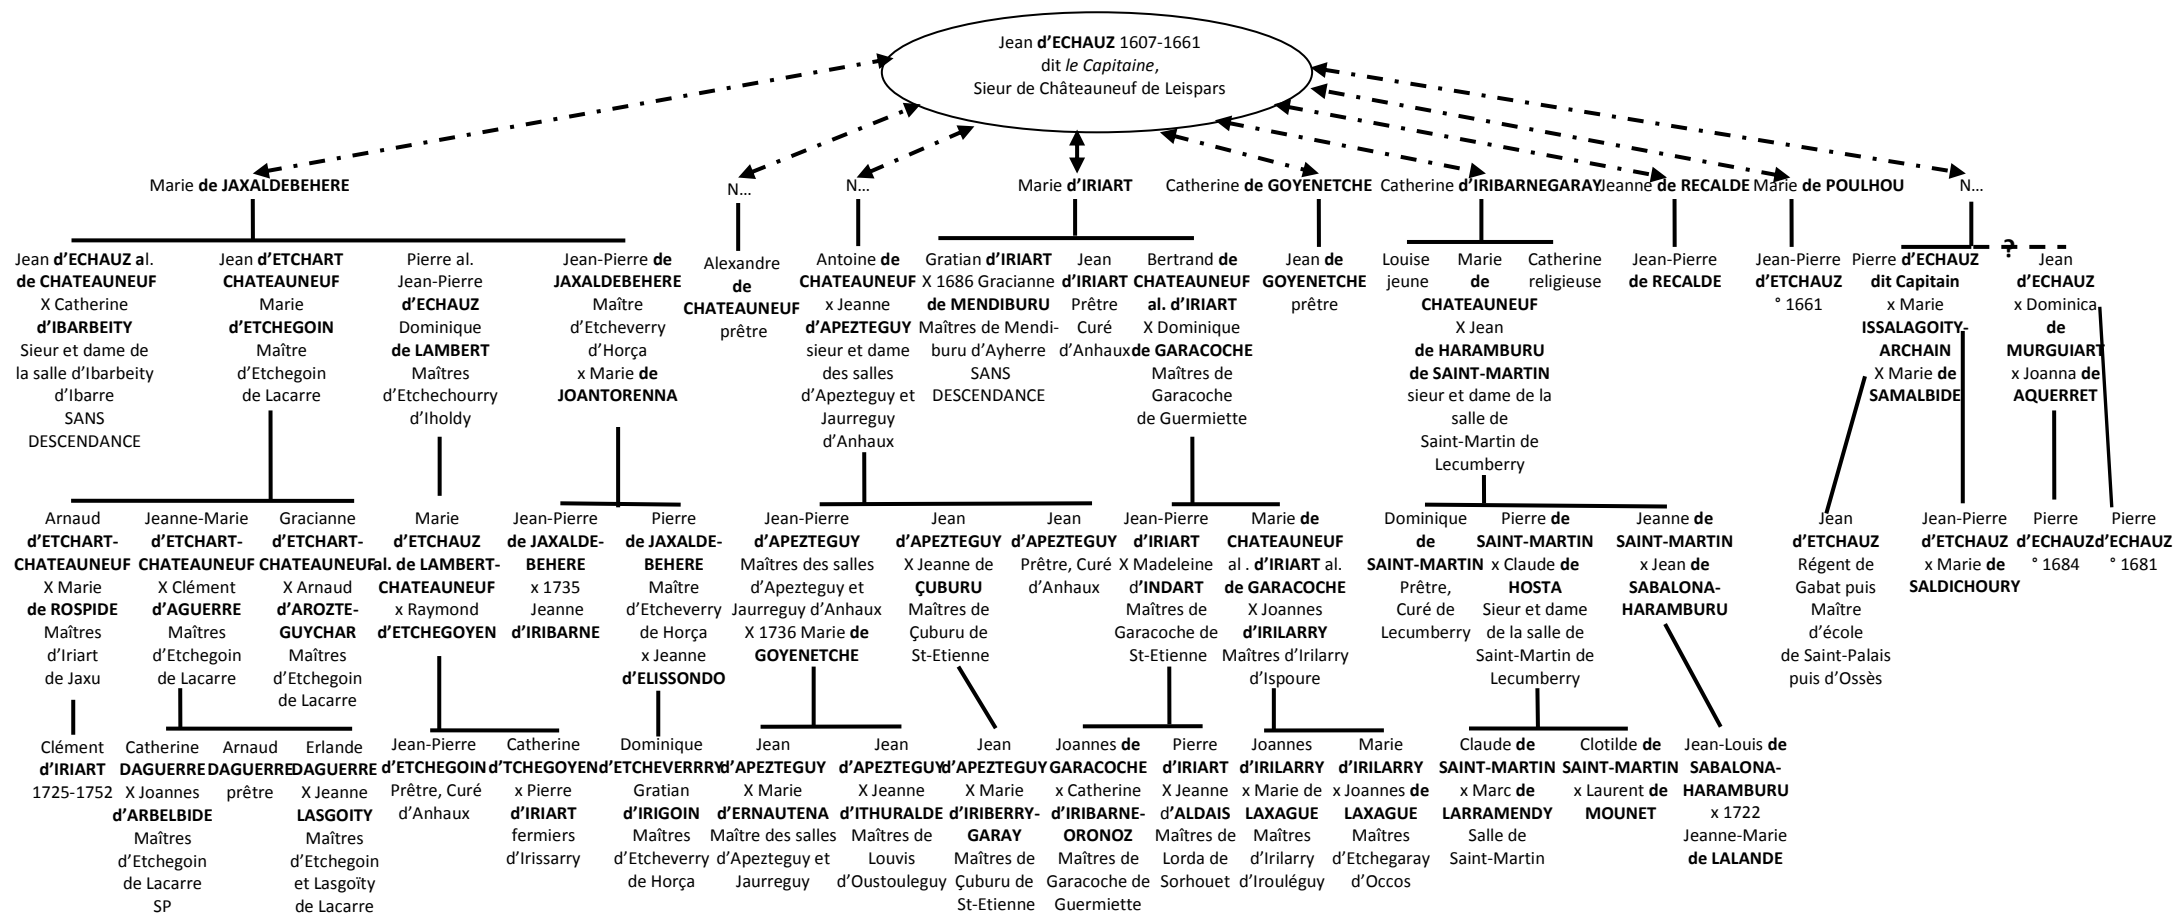 Jean d’ECHAUZ 1607-1661
dit le Capitaine,
Sieur de Châteauneuf de Leispars
Marie de JAXALDEBEHERE
N…
N…
Marie d’IRIART
Catherine de GOYENETCHE
Catherine d’IRIBARNEGARAY
Jeanne de RECALDE
Marie de POULHOU
N…
Jean d’ECHAUZ al.
de CHATEAUNEUF
X Catherine
d’IBARBEITY
Sieur et dame de
la salle d’Ibarbeity
d’Ibarre
SANS
DESCENDANCE
Jean d’ETCHART
CHATEAUNEUF
Marie
d’ETCHEGOIN
Maître
d’Etchegoin
de Lacarre
Pierre al.
Jean-Pierre
d’ECHAUZ
Dominique
de LAMBERT
Maîtres
d’Etchechourry
d’Iholdy
Jean-Pierre de
JAXALDEBEHERE
Maître
d’Etcheverry
d’Horça
x Marie de
JOANTORENNA
Alexandre
de
CHATEAUNEUF
prêtre
Antoine de
CHATEAUNEUF
x Jeanne
d’APEZTEGUY
sieur et dame
des salles
d’Apezteguy et
Jaurreguy
d’Anhaux
Gratian d’IRIART
X 1686 Gracianne
de MENDIBURU
Maîtres de Mendi-
buru d’Ayherre
SANS
DESCENDANCE
Jean
d’IRIART
Prêtre
Curé
d’Anhaux
Bertrand de
CHATEAUNEUF
al. d’IRIART
X Dominique
de GARACOCHE
Maîtres de
Garacoche
de Guermiette
Jean de
GOYENETCHE
prêtre
Louise
jeune
Marie
de
CHATEAUNEUF
X Jean
de HARAMBURU
de SAINT-MARTIN
sieur et dame de la
salle de
Saint-Martin de
Lecumberry
Catherine
religieuse
Jean-Pierre
de RECALDE
Jean-Pierre
d’ETCHAUZ
° 1661
Pierre d’ECHAUZ
dit Capitain
x Marie
ISSALAGOITY-
ARCHAIN
X Marie de
SAMALBIDE
?
Jean
d’ECHAUZ
x Dominica
de
MURGUIART
x Joanna de
AQUERRET
Arnaud
d’ETCHART-
CHATEAUNEUF
X Marie
de ROSPIDE
Maîtres
d’Iriart
de Jaxu
Jeanne-Marie
d’ETCHART-
CHATEAUNEUF
X Clément
d’AGUERRE
Maîtres
d’Etchegoin
de Lacarre
Gracianne
d’ETCHART-
CHATEAUNEUF
X Arnaud
d’AROZTE-
GUYCHAR
Maîtres
d’Etchegoin
de Lacarre
Marie
d’ETCHAUZ
al. de LAMBERT-
CHATEAUNEUF
x Raymond
d’ETCHEGOYEN
Jean-Pierre
de JAXALDE-
BEHERE
x 1735
Jeanne
d’IRIBARNE
Pierre
de JAXALDE-
BEHERE
Maître
d’Etcheverry
de Horça
x Jeanne
d’ELISSONDO
Jean-Pierre
d’APEZTEGUY
Maîtres des salles
d’Apezteguy et
Jaurreguy d’Anhaux
X 1736 Marie de
GOYENETCHE
Jean
d’APEZTEGUY
X Jeanne de
ÇUBURU
Maîtres de
Çuburu de
St-Etienne
Jean
d’APEZTEGUY
Prêtre, Curé
d’Anhaux
Jean-Pierre
d’IRIART
X Madeleine
d’INDART
Maîtres de
Garacoche de
St-Etienne
Marie de
CHATEAUNEUF
al . d’IRIART al.
de GARACOCHE
X Joannes
d’IRILARRY
Maîtres d’Irilarry
d’Ispoure
Dominique
de
SAINT-MARTIN
Prêtre,
Curé de
Lecumberry
Pierre de
SAINT-MARTIN
x Claude de
HOSTA
Sieur et dame
de la salle de
Saint-Martin de
Lecumberry
Jeanne de
SAINT-MARTIN
x Jean de
SABALONA-
HARAMBURU
Jean
d’ETCHAUZ
Régent de
Gabat puis
Maître
d’école
de Saint-Palais
puis d’Ossès
Jean-Pierre
d’ETCHAUZ
x Marie de
SALDICHOURY
Pierre
d’ECHAUZ
° 1684
Pierre
d’ECHAUZ
° 1681
Clément
d’IRIART
1725-1752
Catherine
DAGUERRE
X Joannes
d’ARBELBIDE
Maîtres
d’Etchegoin
de Lacarre
SP
Arnaud
DAGUERRE
prêtre
Erlande
DAGUERRE
X Jeanne
LASGOITY
Maîtres
d’Etchegoin
et Lasgoïty
de Lacarre
Jean-Pierre
d’ETCHEGOIN
Prêtre, Curé
d’Anhaux
Catherine
d’TCHEGOYEN
x Pierre
d’IRIART
fermiers
d’Irissarry
Dominique
d’ETCHEVERRRY
Gratian
d’IRIGOIN
Maîtres
d’Etcheverry
de Horça
Jean
d’APEZTEGUY
X Marie
d’ERNAUTENA
Maître des salles
d’Apezteguy et
Jaurreguy
Jean
d’APEZTEGUY
X Jeanne
d’ITHURALDE
Maîtres de
Louvis
d’Oustouleguy
Jean
d’APEZTEGUY
X Marie
d’IRIBERRY-
GARAY
Maîtres de
Çuburu de
St-Etienne
Joannes de
GARACOCHE
x Catherine
d’IRIBARNE-
ORONOZ
Maîtres de
Garacoche de
Guermiette
Pierre
d’IRIART
X Jeanne
d’ALDAIS
Maîtres de
Lorda de
Sorhouet
Joannes
d’IRILARRY
x Marie de
LAXAGUE
Maîtres
d’Irilarry
d’Irouléguy
Marie
d’IRILARRY
x Joannes de
LAXAGUE
Maîtres
d’Etchegaray
d’Occos
Claude de
SAINT-MARTIN
x Marc de
LARRAMENDY
Salle de
Saint-Martin
Clotilde de
SAINT-MARTIN
x Laurent de
MOUNET
Jean-Louis de
SABALONA-
HARAMBURU
x 1722
Jeanne-Marie
de LALANDE